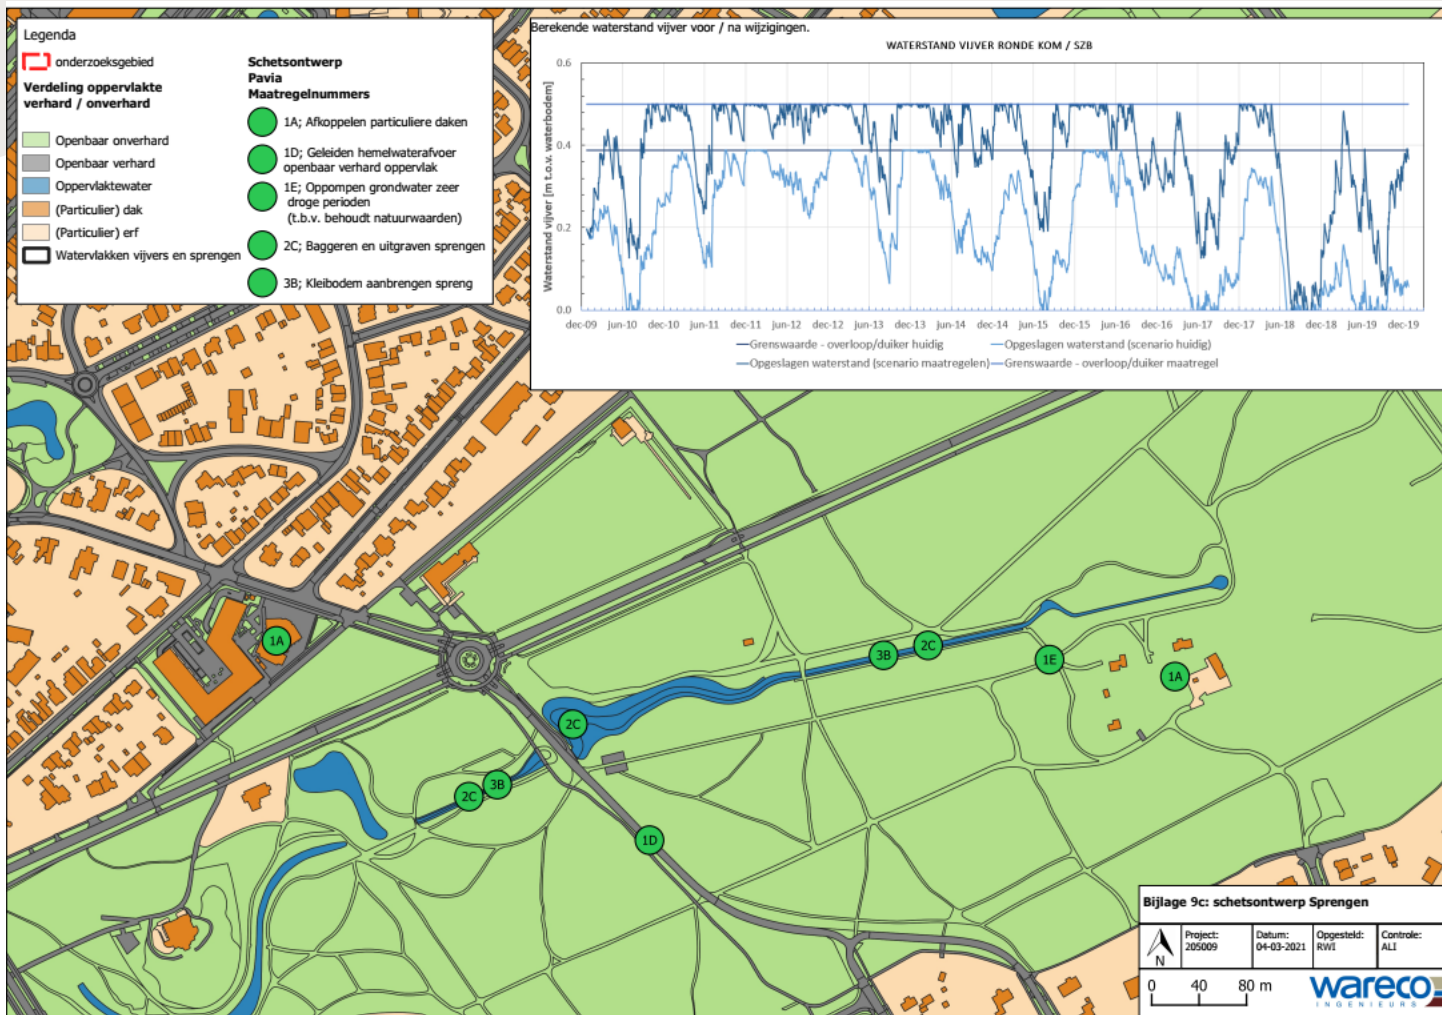 Legenda
onderzoeksgebied
Verdeling oppervlakte
verhard / onverhard
Openbaar onverhard
Openbaar verhard
Oppervlaktewater
(Particulier) dak
(Particulier) erf
Watervlakken vijvers en sprengen
Schetsontwerp
Pavia
Maatregelnummers
1A; Afkoppelen particuliere daken
1D; Geleiden hemelwaterafvoer
openbaar verhard oppervlak
1E; Oppompen grondwater zeer
droge perioden
(t.b.v. behoudt natuurwaarden)
2C; Baggeren en uitgraven sprengen
3B; Kleibodem aanbrengen spreng
Berekende waterstand vijver voor / na wijzigingen.
WATERSTAND VIJVER RONDE KOM / SZB
Waterstand vijver [m t.o.v. waterbodem]
0.6
0.4
0.2
0.0
dec-09 jun-10 dec-10 jun-11 dec-11 jun-12 dec-12 jun-13 dec-13 jun-14 dec-14 jun-15 dec-15 jun-16 dec-16 jun-17 dec-17 jun-18 dec-18 jun-19 dec-19
Grenswaarde - overloop/duiker huidig Opgeslagen waterstand (scenario huidig)
Opgeslagen waterstand (scenario maatregelen) Grenswaarde - overloop/duiker maatregel
1A
3B
2C
1E
1A
2C
2C
3B
1D
Bijlage 9c: schetsontwerp Sprengen
N
Project: Datum: Opgesteld: Controle:
205009 04-03-2021 RWI ALI
0 40 80 m
wareco
INGENIEURS